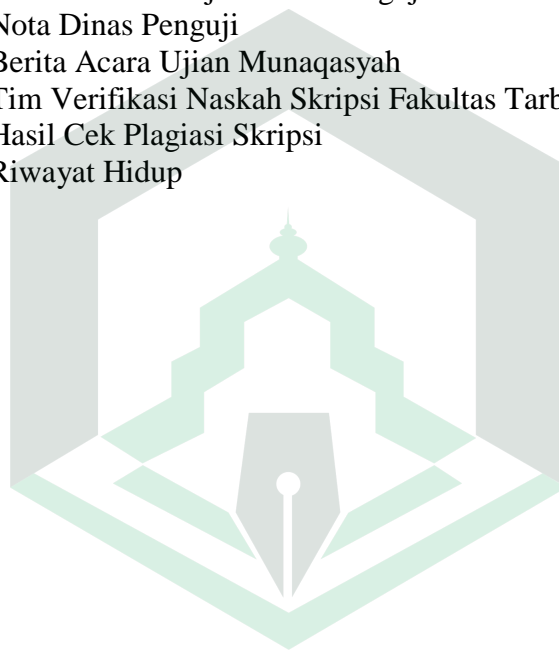 Nota Dinas Penguji
Berita Acara Ujian Munaqasyah
Tim Verifikasi Naskah Skripsi Fakultas Tarb
Hasil Cek Plagiasi Skripsi
Riwayat Hidup